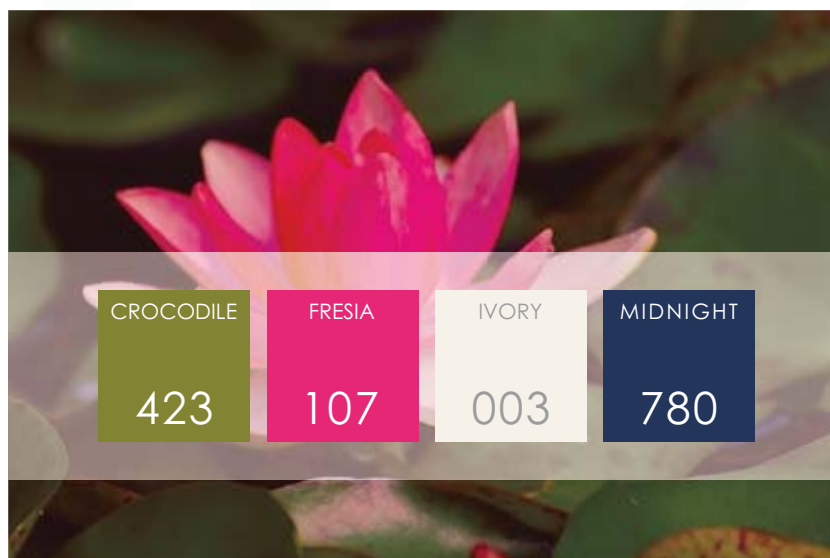 CROCODILE
423
FRESIA
107
IVORY
003
MIDNIGHT
780